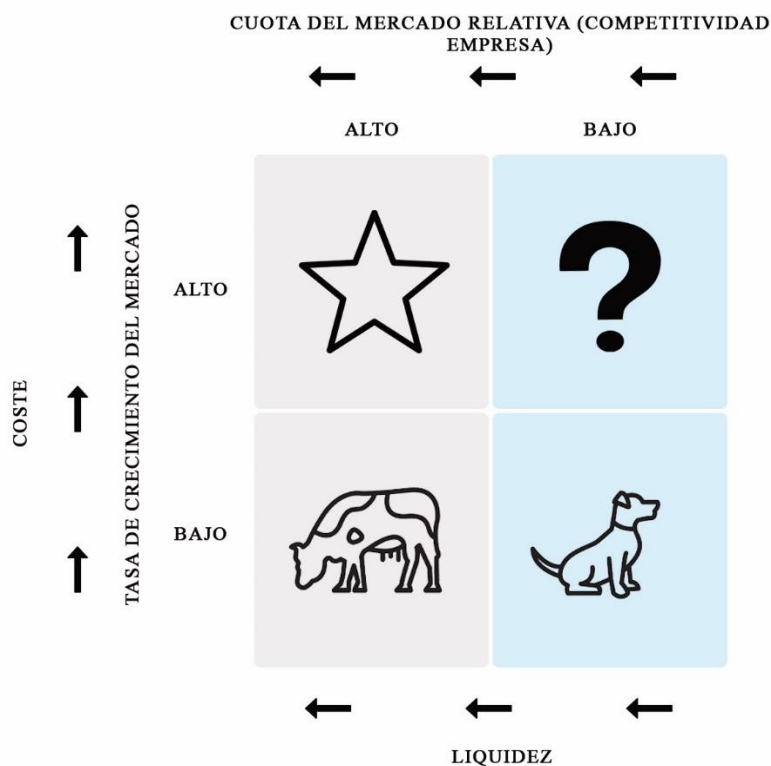 CUOTA DEL MERCADO RELATIVA (COMPETITIVIDAD
EMPRESA)
ALTO
BAJO
COSTE
TASA DE CRECIMIENTO DEL MERCADO
ALTO
?
BAJO
LIQUIDEZ